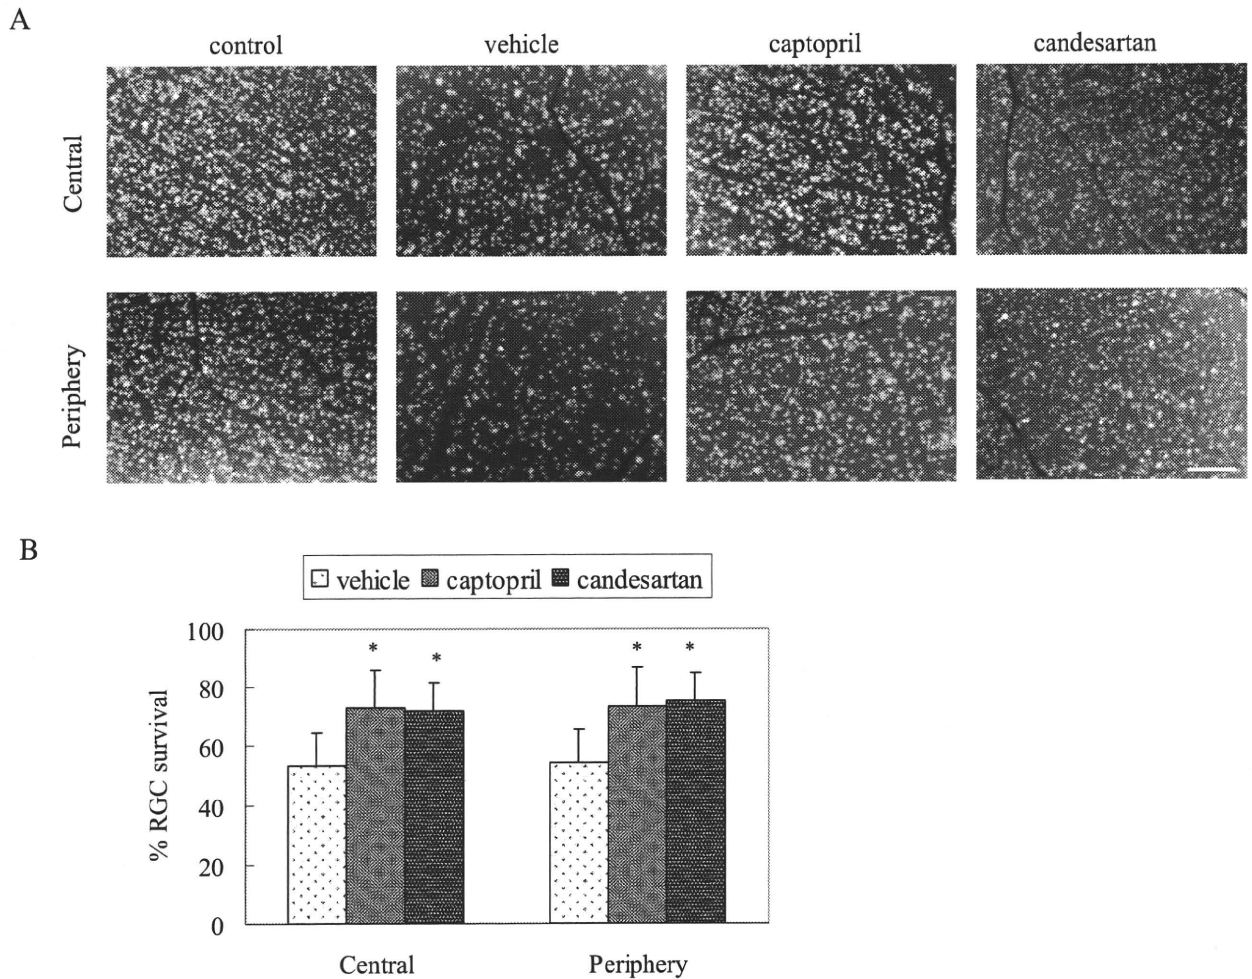 A
control vehicle captopril candesartan
Central
Periphery
B
vehicle captopril candesartan
100
80
60
40
20
0
% RGC survival
* * * *
Central Periphery